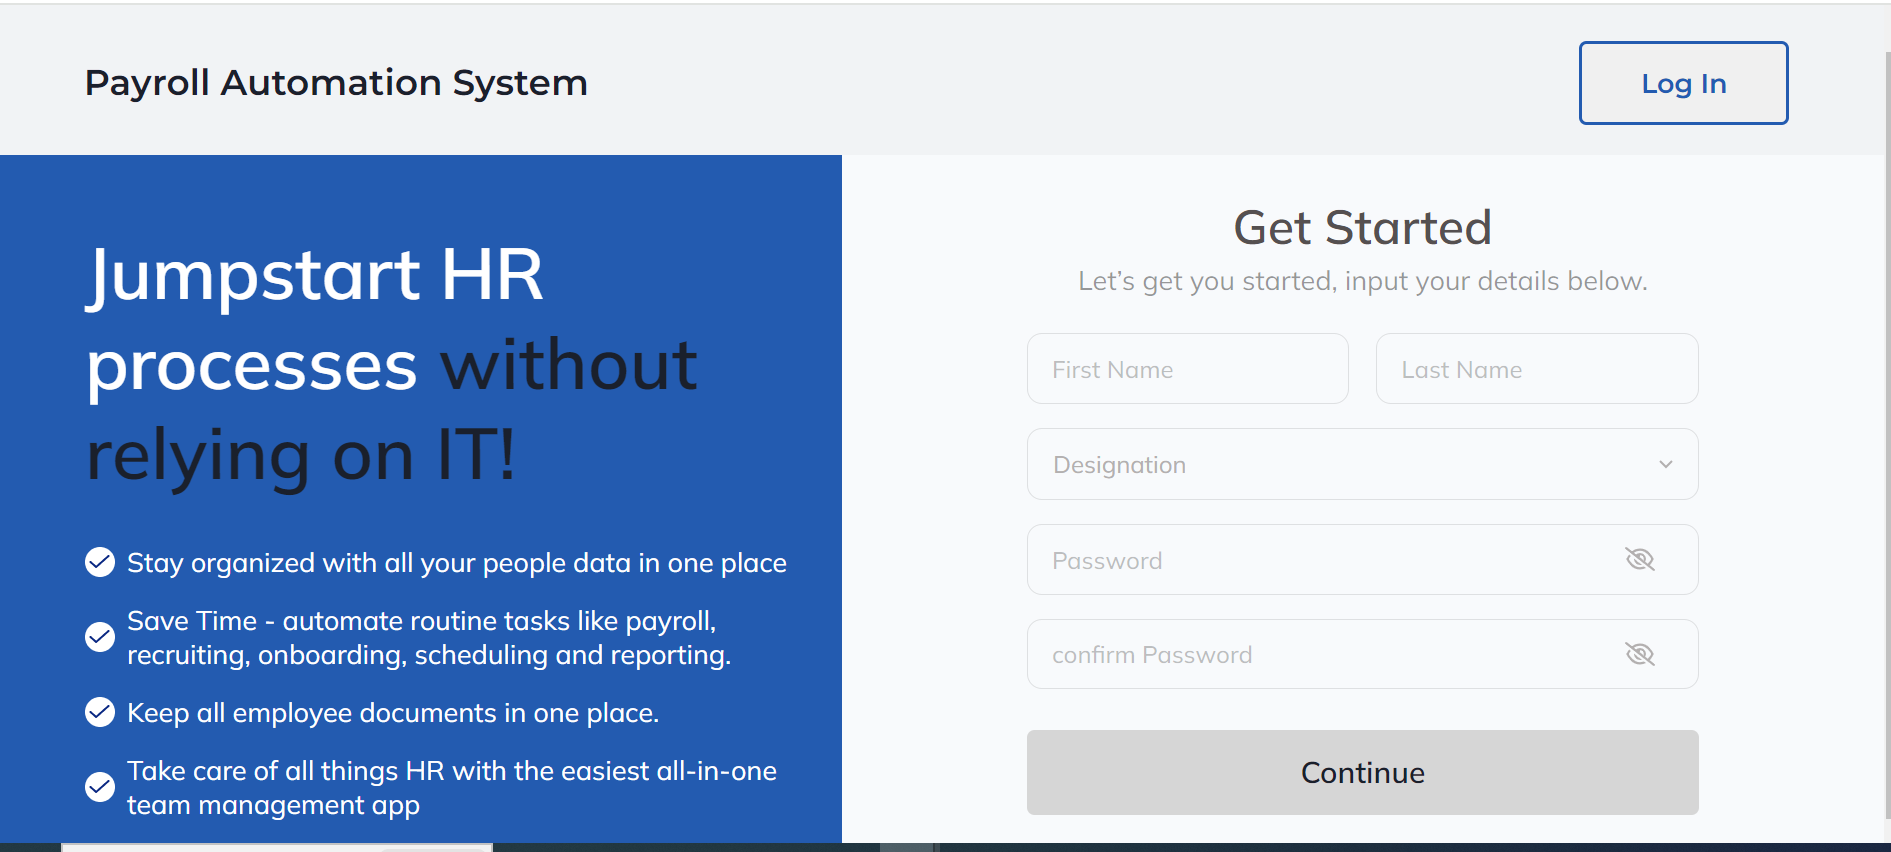 Payroll Automation System
Log In
Jumpstart HR
processes without
relying on IT!
Stay organized with all your people data in one place
Save Time - automate routine tasks like payroll,
recruiting, onboarding, scheduling and reporting.
Keep all employee documents in one place.
Take care of all things HR with the easiest all-in-one
team management app
Get Started
Let’s get you started, input your details below.
First Name
Last Name
Designation
Password
confirm Password
Continue